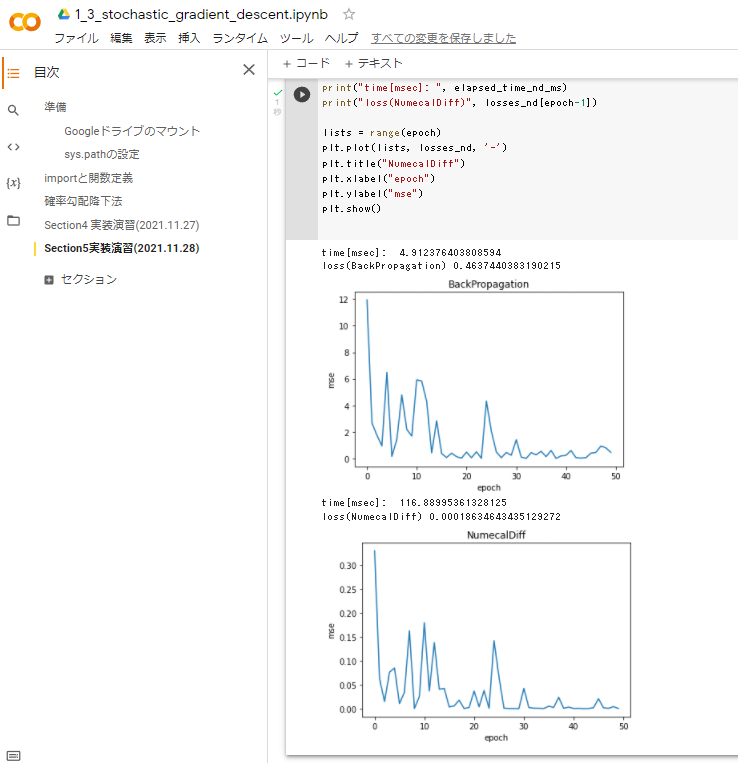 1_3_stochastic_gradient_descent.ipynb
ファイル 編集 表示 挿入 ランタイム ツール ヘルプ すべての変更を保存しました
目次
準備
Googleドライブのマウント
sys.pathの設定
importと関数定義
確率勾配降下法
Section4 実装演習(2021.11.27)
Section5実装演習(2021.11.28)
セクション
+ コード + テキスト
1
秒
print("time[msec]: ", elapsed_time_nd_ms)
print("loss(NumecalDiff)", losses_nd[epoch-1])
lists = range(epoch)
plt.plot(lists, losses_nd, '-')
plt.title("NumecalDiff")
plt.xlabel("epoch")
plt.ylabel("mse")
plt.show()
time[msec]: 4.912376403808594
loss(BackPropagation) 0.4637440383190215
BackPropagation
12
10
8
6
4
2
0
mse
0 10 20 30 40 50
epoch
time[msec]: 116.88995361328125
loss(NumecalDiff) 0.00018634643435129272
NumecalDiff
0.30
0.25
0.20
0.15
0.10
0.05
0.00
mse
0 10 20 30 40 50
epoch